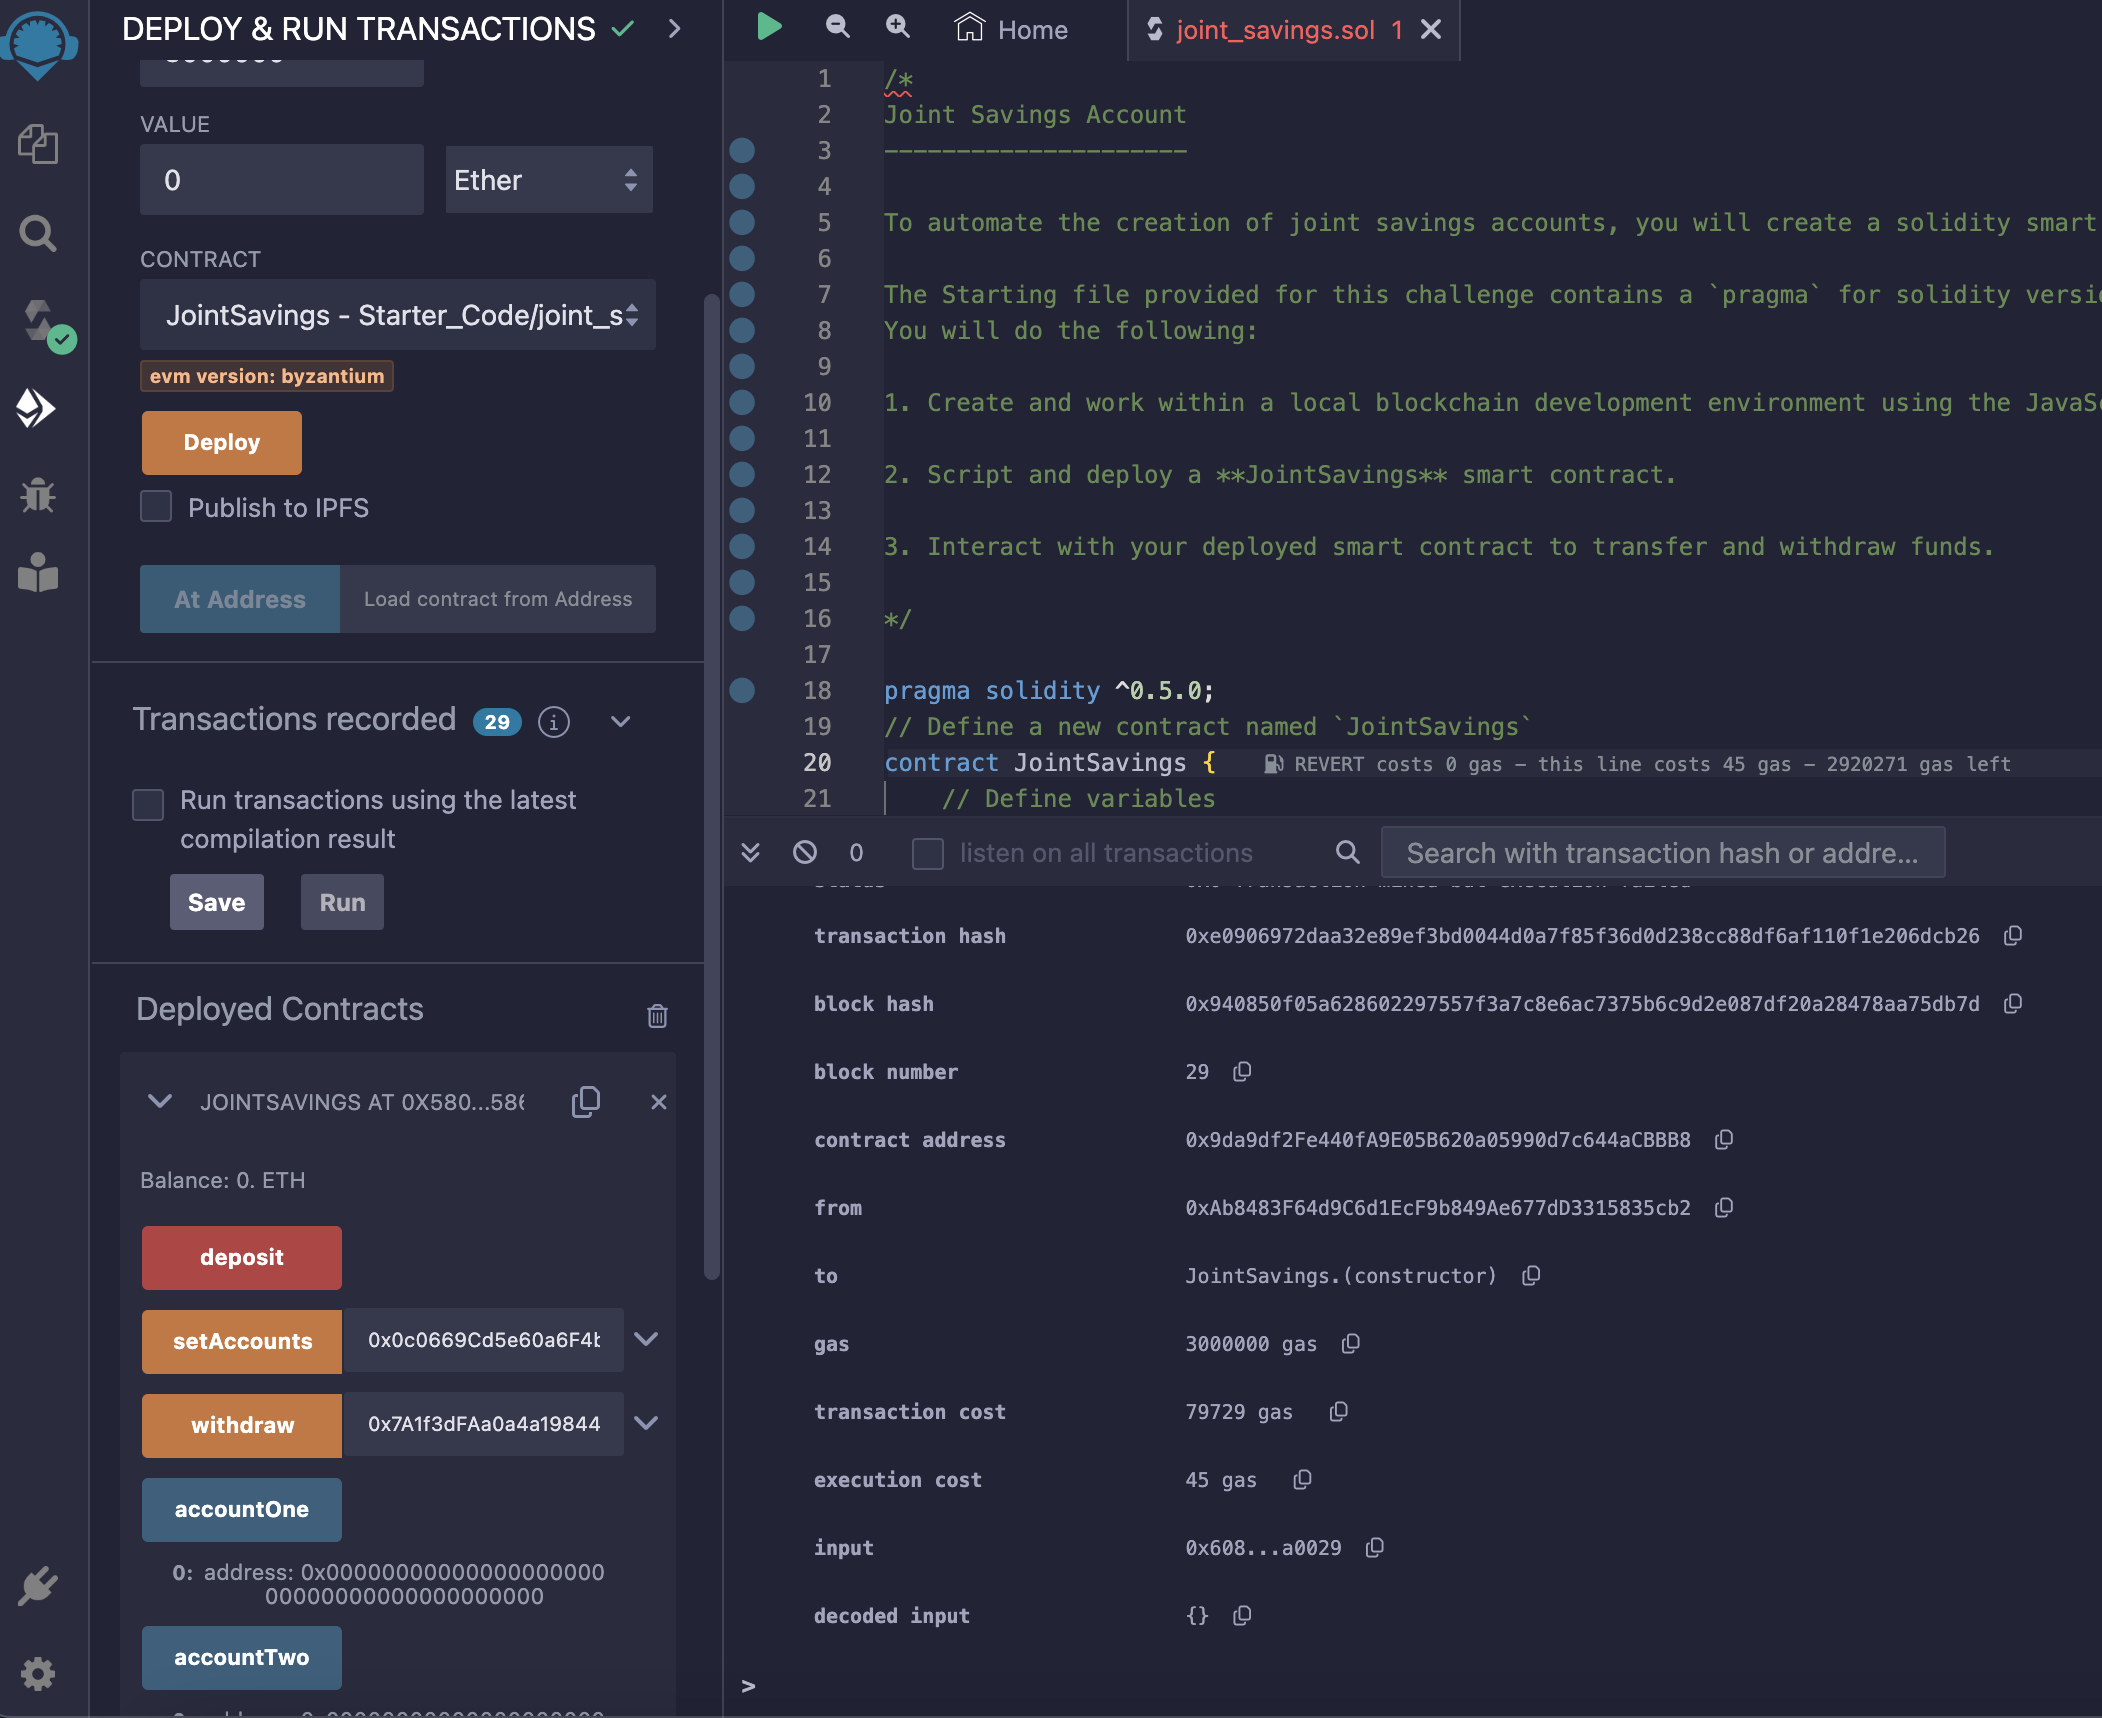 DEPLOY & RUN TRANSACTIONS
VALUE
0
Ether
CONTRACT
JointSavings - Starter_Code/joint_s
evm version: byzantium
Deploy
Publish to IPFS
At Address
Load contract from Address
Transactions recorded 29 i
Run transactions using the latest
compilation result
Save
Run
Deployed Contracts
JOINTSAVINGS AT 0X580...586
Balance: 0. ETH
deposit
setAccounts
0x0c0669Cd5e60a6F4b
withdraw
0x7A1f3dFAa0a4a19844
accountOne
0: address: 0x00000000000000000000
00000000000000000000
accountTwo
Home
joint_savings.sol 1
1 /*
2 Joint Savings Account
3 ---------------------
4
5 To automate the creation of joint savings accounts, you will create a solidity smart
6
7 The Starting file provided for this challenge contains a `pragma` for solidity versi
8 You will do the following:
9
10 1. Create and work within a local blockchain development environment using the JavaS
11
12 2. Script and deploy a **JointSavings** smart contract.
13
14 3. Interact with your deployed smart contract to transfer and withdraw funds.
15
16 */
17
18 pragma solidity ^0.5.0;
19 // Define a new contract named `JointSavings`
20 contract JointSavings { REVERT costs 0 gas - this line costs 45 gas - 2920271 gas left
21 // Define variables
0
listen on all transactions
Search with transaction hash or addre...
transaction hash 0xe0906972daa32e89ef3bd0044d0a7f85f36d0d238cc88df6af110f1e206dcb26
block hash 0x940850f05a628602297557f3a7c8e6ac7375b6c9d2e087df20a28478aa75db7d
block number 29
contract address 0x9da9df2Fe440fA9E05B620a05990d7c644aCBBB8
from 0xAb8483F64d9C6d1EcF9b849Ae677dD3315835cb2
to JointSavings.(constructor)
gas 3000000 gas
transaction cost 79729 gas
execution cost 45 gas
input 0x608...a0029
decoded input {}
>